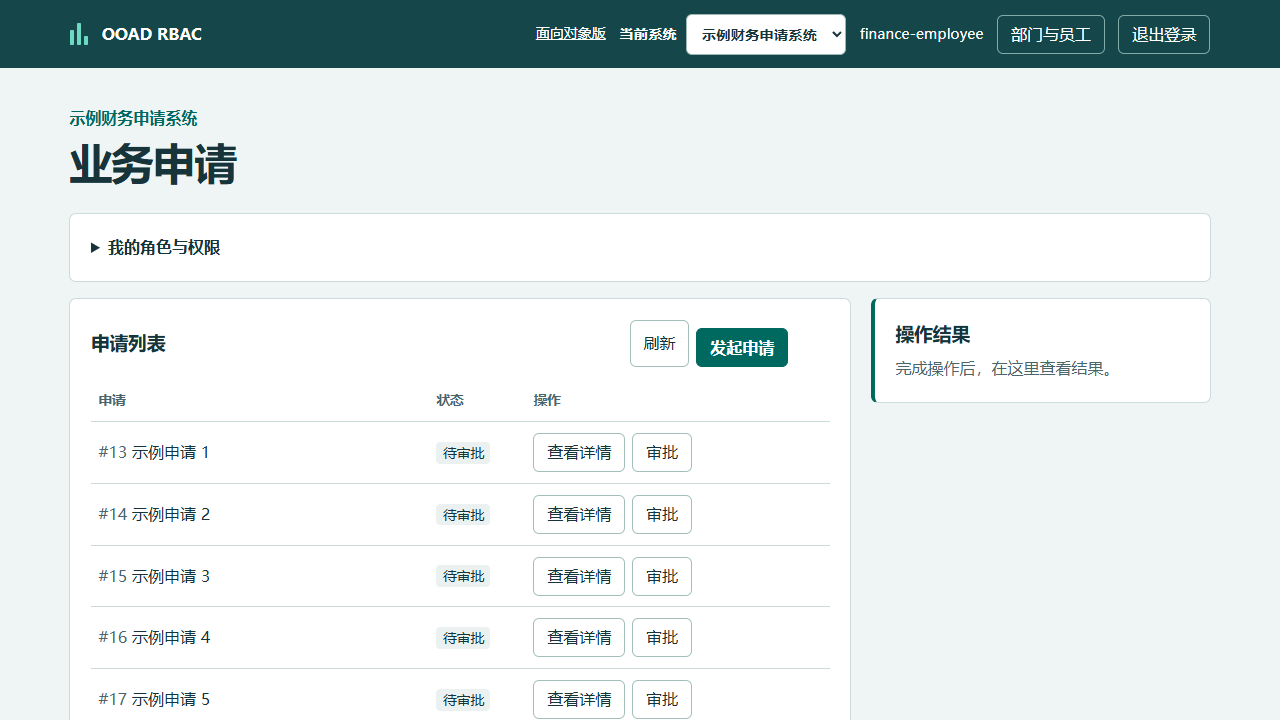 OOAD RBAC 面向对象版 当前系统 示例财务申请系统 finance-employee 部门与员工 退出登录
示例财务申请系统
业务申请
我的角色与权限
申请列表 刷新 发起申请
申请 状态 操作
#13 示例申请 1 待审批 查看详情 审批
#14 示例申请 2 待审批 查看详情 审批
#15 示例申请 3 待审批 查看详情 审批
#16 示例申请 4 待审批 查看详情 审批
#17 示例申请 5 待审批 查看详情 审批
操作结果
完成操作后，在这里查看结果。